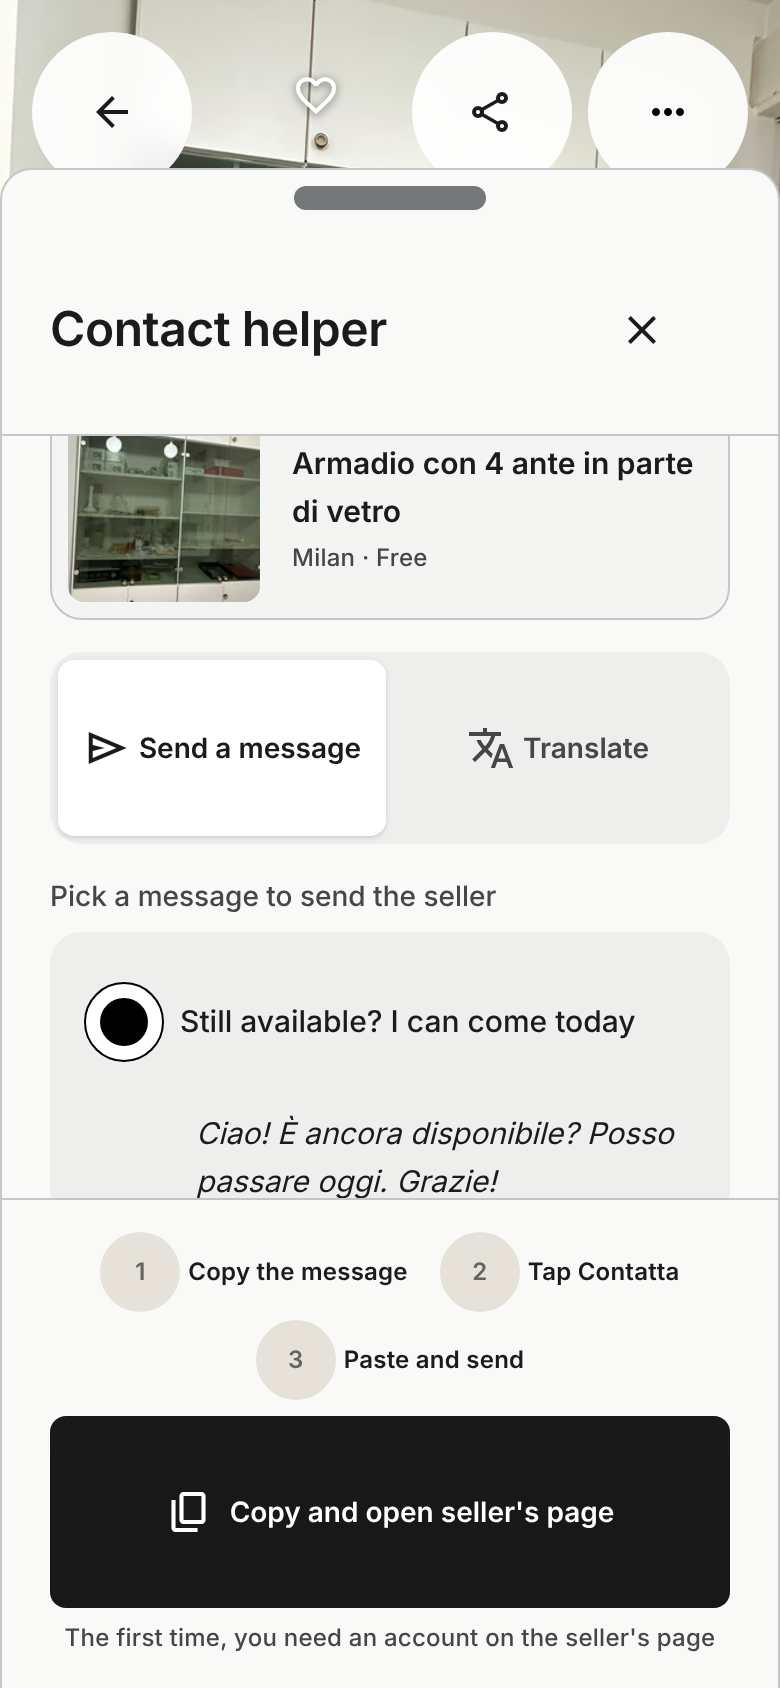 Contact helper
Armadio con 4 ante in parte
di vetro
Milan · Free
Send a message
Translate
Pick a message to send the seller
Still available? I can come today
Ciao! È ancora disponibile? Posso
passare oggi. Grazie!
1 Copy the message
2 Tap Contatta
3 Paste and send
Copy and open seller's page
The first time, you need an account on the seller's page